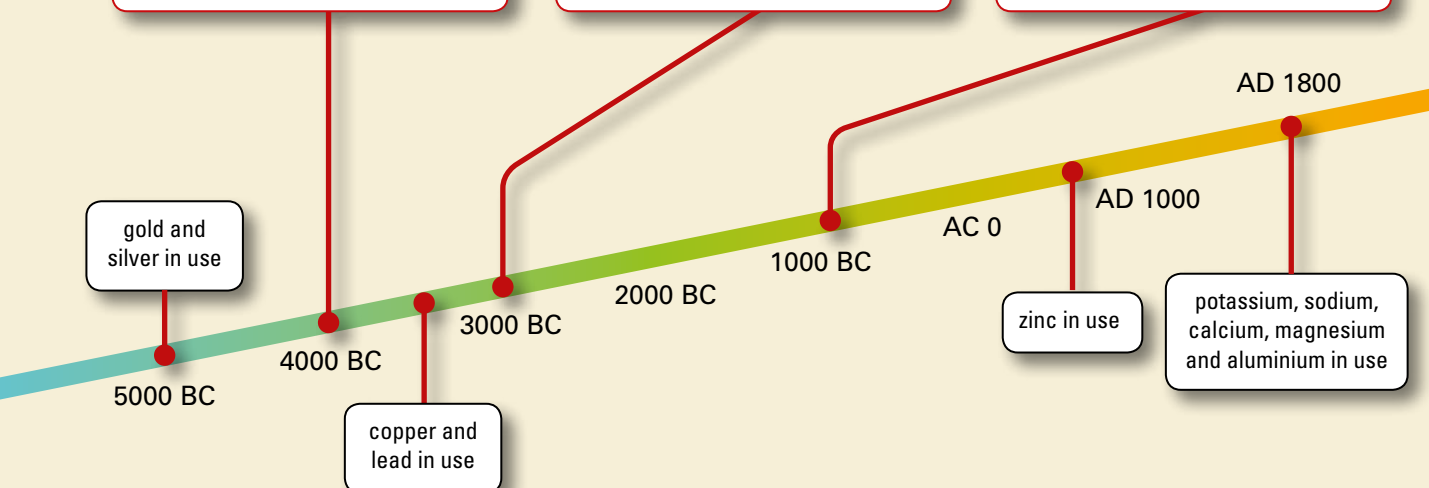 AD 1800
gold and
silver in use
AD 1000
AC 0
1000 BC
2000 BC
3000 BC
4000 BC
5000 BC
zinc in use
potassium, sodium,
calcium, magnesium
and aluminium in use
copper and
lead in use